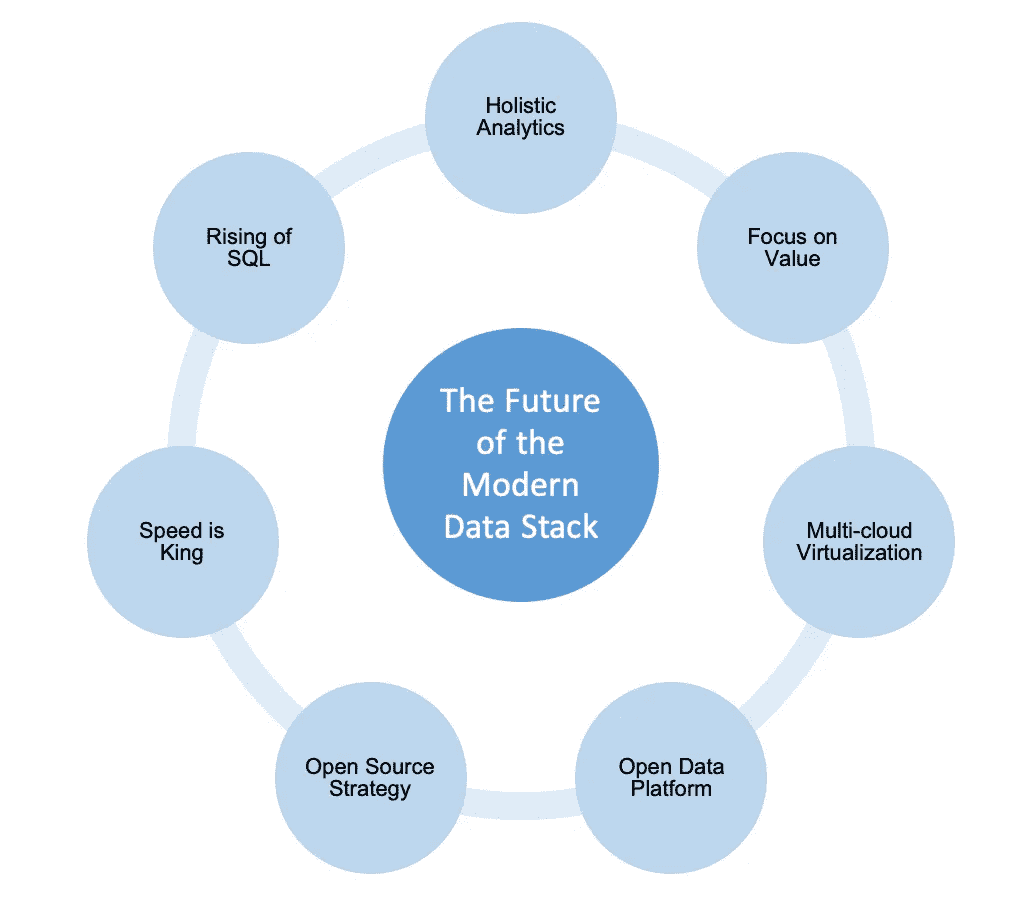 Holistic
Analytics
Focus on
Value
Multi-cloud
Virtualization
Open Data
Platform
Open Source
Strategy
Speed is
King
Rising of
SQL
The Future
of the
Modern
Data Stack